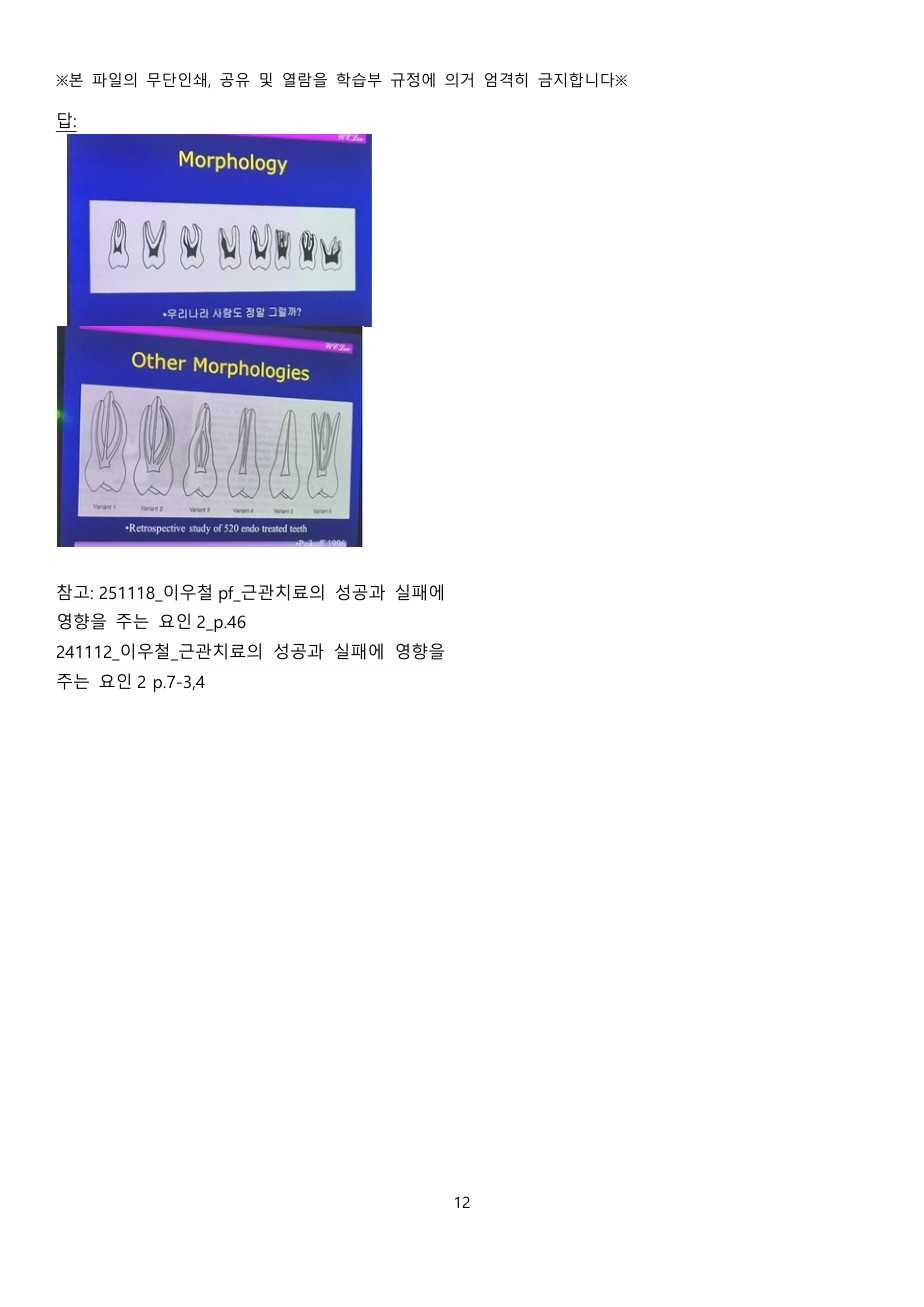 ※본 파일의 무단인쇄, 공유 및 열람을 학습부 규정에 의거 엄격히 금지합니다※
답:
Morphology
•우리나라 사람도 정말 그럴까?
Other Morphologies
Variant 1 Variant 2 Variant 3 Variant 4 Variant 5 Variant 6
•Retrospective study of 520 endo treated teeth
1996
참고: 251118_이우철 pf_근관치료의 성공과 실패에
영향을 주는 요인 2_p.46
241112_이우철_근관치료의 성공과 실패에 영향을
주는 요인 2 p.7-3,4
12